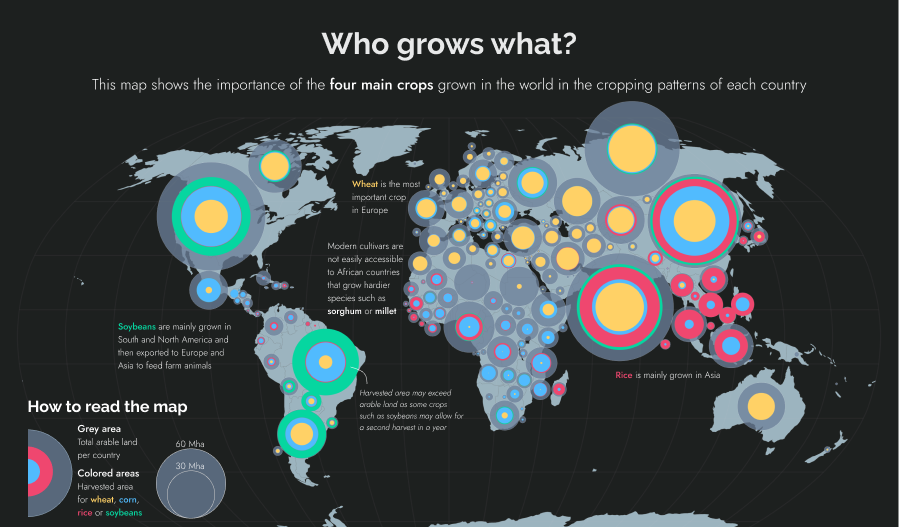 Who grows what?
This map shows the importance of the four main crops grown in the world in the cropping patterns of each country
Wheat is the most
important crop
in Europe
Modern cultivars are
not easily accessible
to African countries
that grow hardier
species such as
sorghum or millet
Soybeans are mainly grown in
South and North America and
then exported to Europe and
Asia to feed farm animals
Rice is mainly grown in Asia
Harvested area may exceed
arable land as some crops
such as soybeans may allow for
a second harvest in a year
How to read the map
Grey area
Total arable land
per country
Colored areas
Harvested area
for wheat, corn,
rice or soybeans
60 Mha
30 Mha